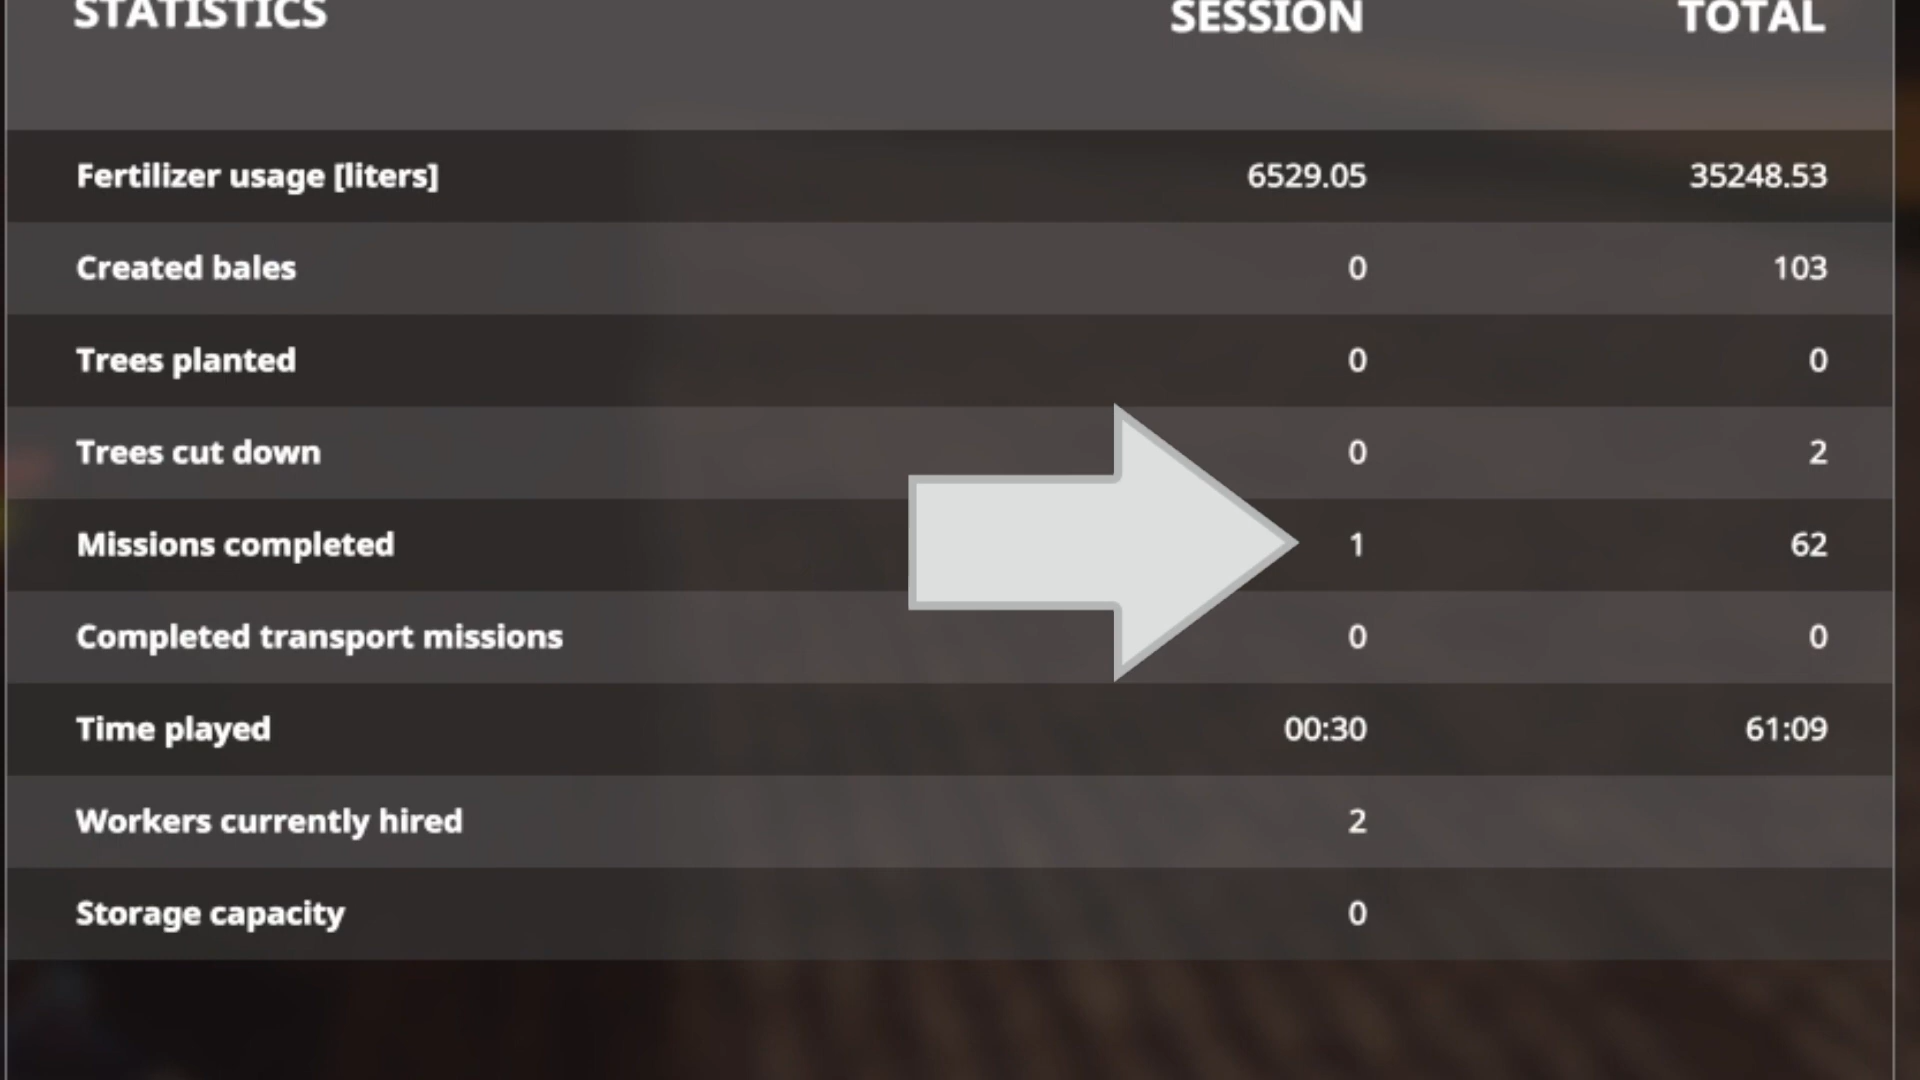 STATISTICS SESSION TOTAL
Fertilizer usage [liters] 6529.05 35248.53
Created bales 0 103
Trees planted 0 0
Trees cut down 0 2
Missions completed 1 62
Completed transport missions 0 0
Time played 00:30 61:09
Workers currently hired 2
Storage capacity 0